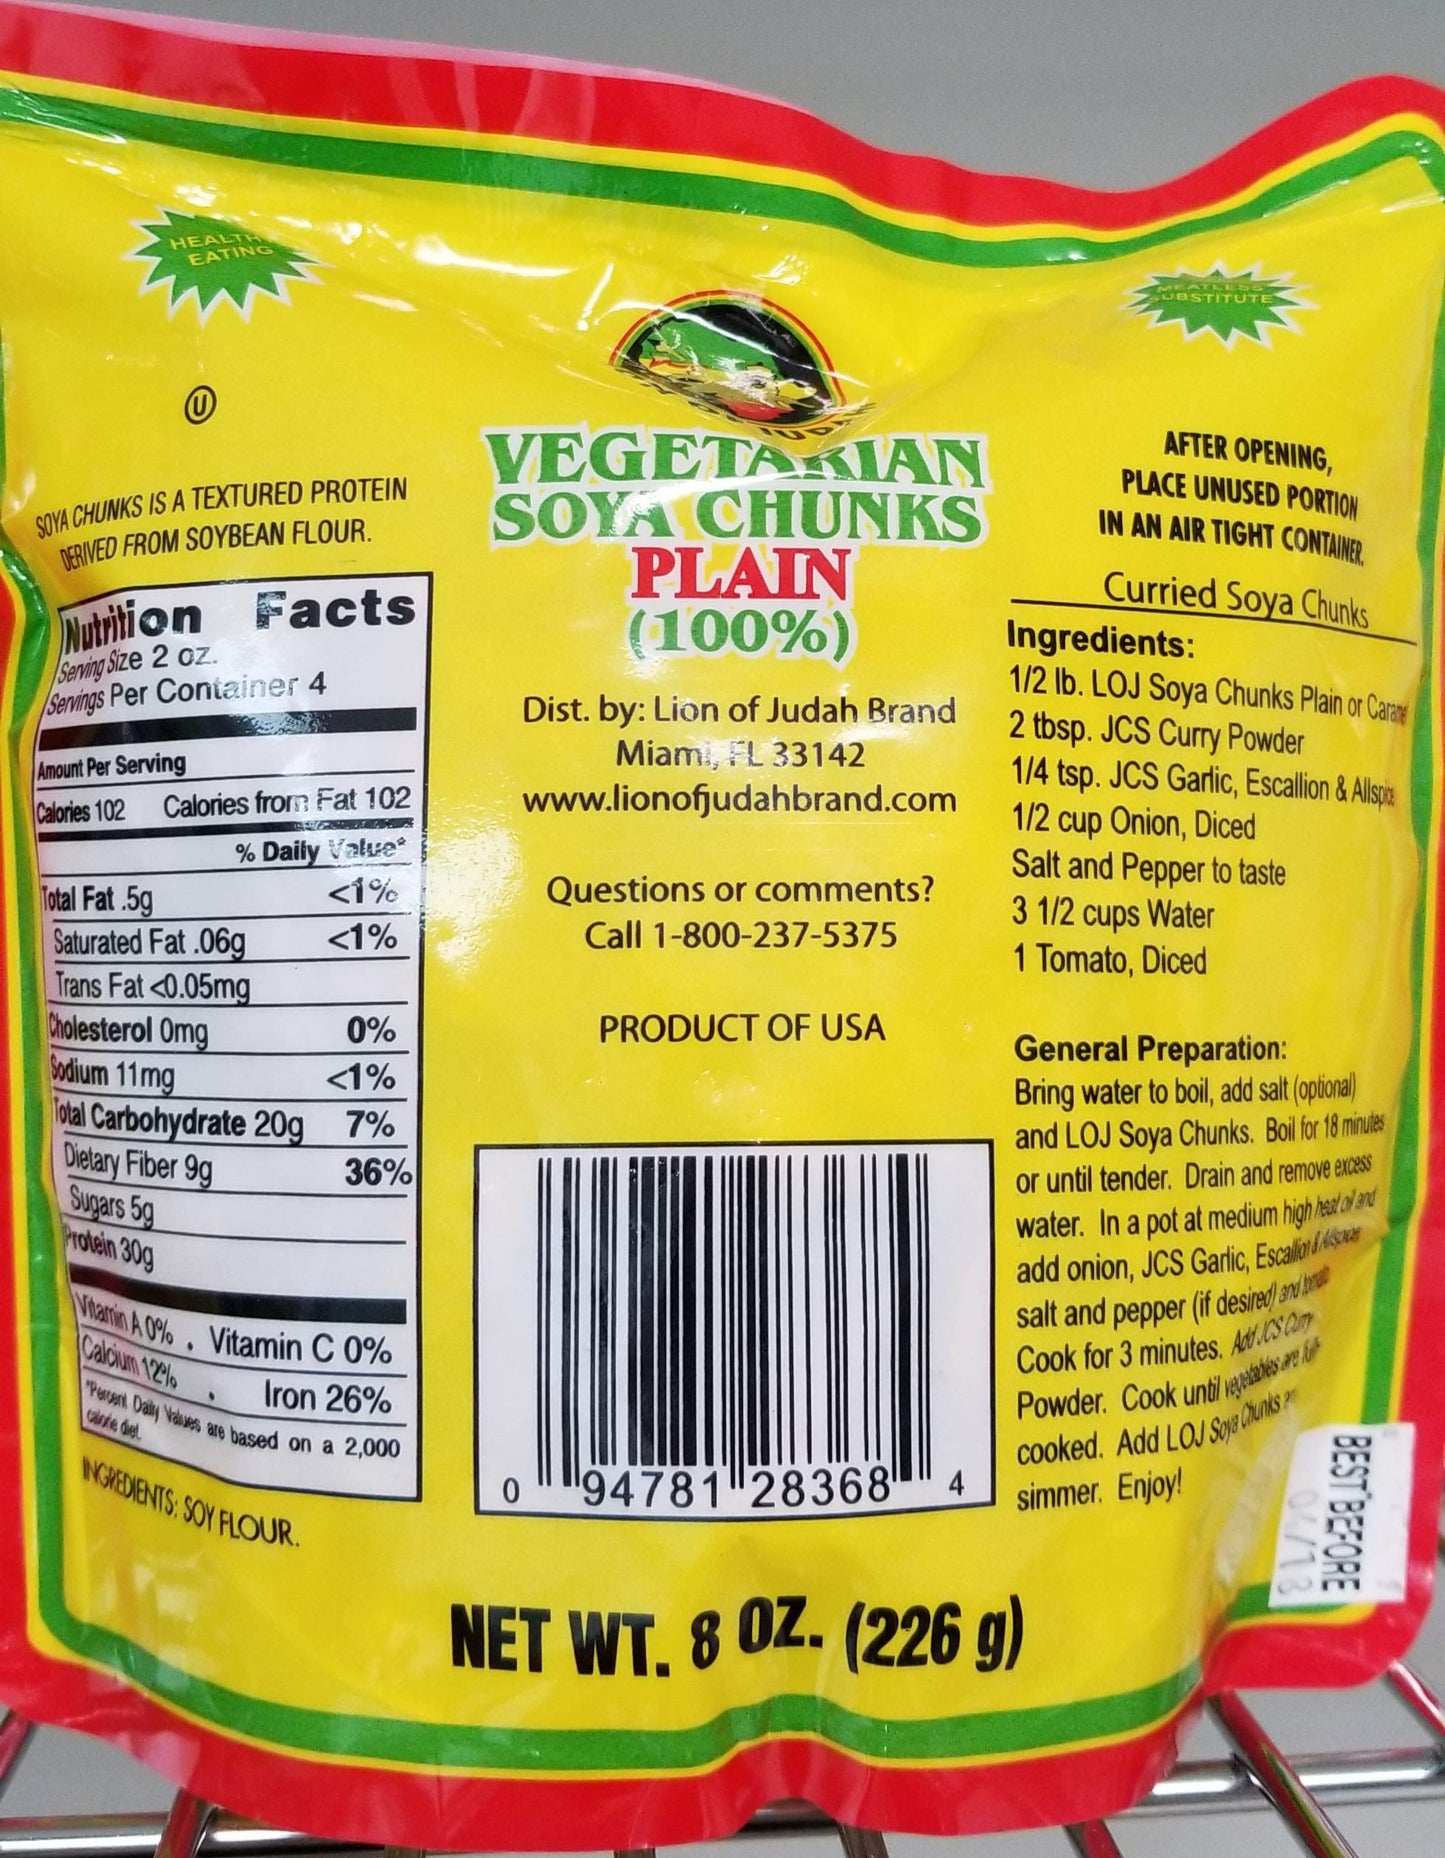 HEALTHY
EATING
MEATLESS
SUBSTITUTE
U
SOYA CHUNKS IS A TEXTURED PROTEIN
DERIVED FROM SOYBEAN FLOUR.
Nutrition Facts
Serving Size 2 oz.
Servings Per Container 4
Amount Per Serving
Calories 102 Calories from Fat 102
% Daily Value*
Total Fat .5g <1%
Saturated Fat .06g <1%
Trans Fat <0.05mg
Cholesterol 0mg 0%
Sodium 11mg <1%
Total Carbohydrate 20g 7%
Dietary Fiber 9g 36%
Sugars 5g
Protein 30g
Vitamin A 0% • Vitamin C 0%
Calcium 12% • Iron 26%
*Percent Daily Values are based on a 2,000
calorie diet.
INGREDIENTS: SOY FLOUR.
VEGETARIAN
SOYA CHUNKS
PLAIN
(100%)
Dist. by: Lion of Judah Brand
Miami, FL 33142
www.lionofjudahbrand.com
Questions or comments?
Call 1-800-237-5375
PRODUCT OF USA
0 94781 28368 4
AFTER OPENING,
PLACE UNUSED PORTION
IN AN AIR TIGHT CONTAINER.
Curried Soya Chunks
Ingredients:
1/2 lb. LOJ Soya Chunks Plain or Caramel
2 tbsp. JCS Curry Powder
1/4 tsp. JCS Garlic, Escallion & Allspice
1/2 cup Onion, Diced
Salt and Pepper to taste
3 1/2 cups Water
1 Tomato, Diced
General Preparation:
Bring water to boil, add salt (optional)
and LOJ Soya Chunks. Boil for 18 minutes
or until tender. Drain and remove excess
water. In a pot at medium high heat oil and
add onion, JCS Garlic, Escallion & Allspice
salt and pepper (if desired) and tomato
Cook for 3 minutes. Add JCS Curry
Powder. Cook until vegetables are fully
cooked. Add LOJ Soya Chunks
simmer. Enjoy!
BEST BEFORE
NET WT. 8 OZ. (226 g)